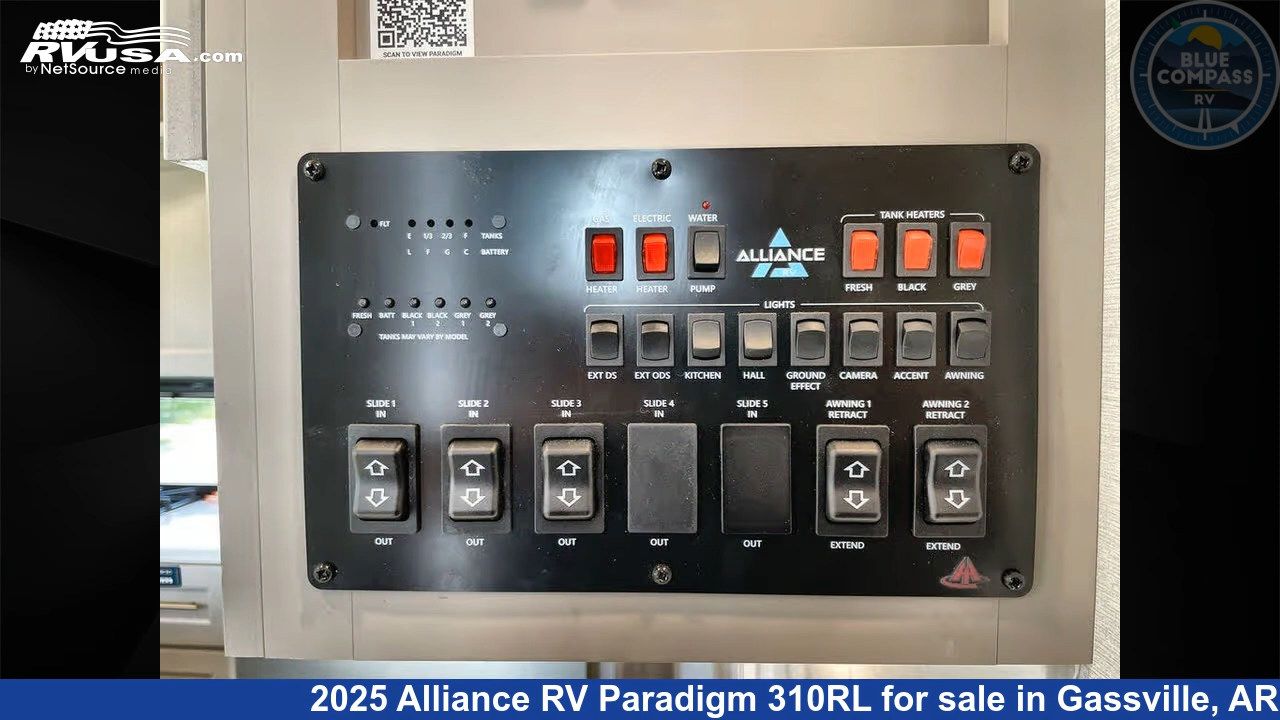 RVUSA.com
by NetSource media
SCAN TO VIEW PARADIGM
BLUE
COMPASS
RV
FLT
E 1/3 2/3 F TANKS
L F G C BATTERY
FRESH BATT BLACK 1 BLACK 2 GREY 1 GREY 2
TANKS MAY VARY BY MODEL
GAS ELECTRIC WATER
HEATER HEATER PUMP
ALLIANCE
RV
TANK HEATERS
FRESH BLACK GREY
LIGHTS
EXT DS EXT ODS KITCHEN HALL GROUND EFFECT CAMERA ACCENT AWNING
SLIDE 1 SLIDE 2 SLIDE 3 SLIDE 4 SLIDE 5 AWNING 1 AWNING 2
IN IN IN IN IN RETRACT RETRACT
OUT OUT OUT OUT OUT EXTEND EXTEND
2025 Alliance RV Paradigm 310RL for sale in Gassville, AR